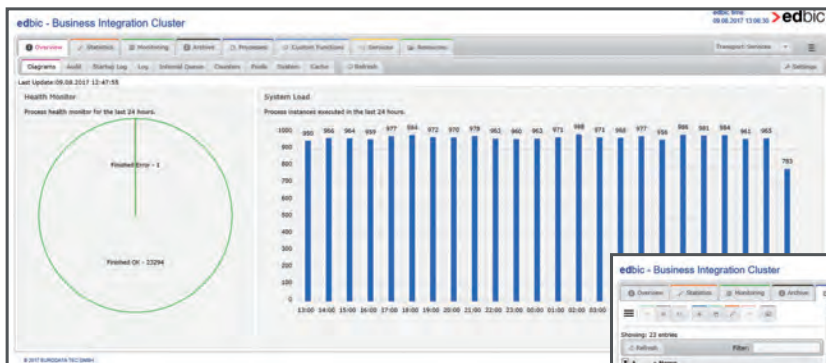 edbic - Business Integration Cluster
edbic time:
09.08.2017 13:06:36
>edbic
Overview Statistics Monitoring Archive Processes Custom Functions Services Resources Transport Services
Diagrams Audit Startup Log Log Internal Queue Counters Pools System Cache Refresh Settings
Last Update:09.08.2017 12:47:55
Health Monitor
Process health monitor for the last 24 hours.
Finished Error - 1
Finished OK - 23294
System Load
Process instances executed in the last 24 hours.
1000
900
800
700
600
500
400
300
200
100
0
950 966 964 959 977 984 972 970 979 962 960 963 971 988 971 968 977 956 986 981 984 961 965 783
13:00 14:00 15:00 16:00 17:00 18:00 19:00 20:00 21:00 22:00 23:00 00:00 01:00 02:00 03:00
© 2017 EURODATA TEC GMBH
edbic - Business Integration Cluster
Overview Statistics Monitoring Archive
Showing: 23 entries
Refresh Filter:
Name